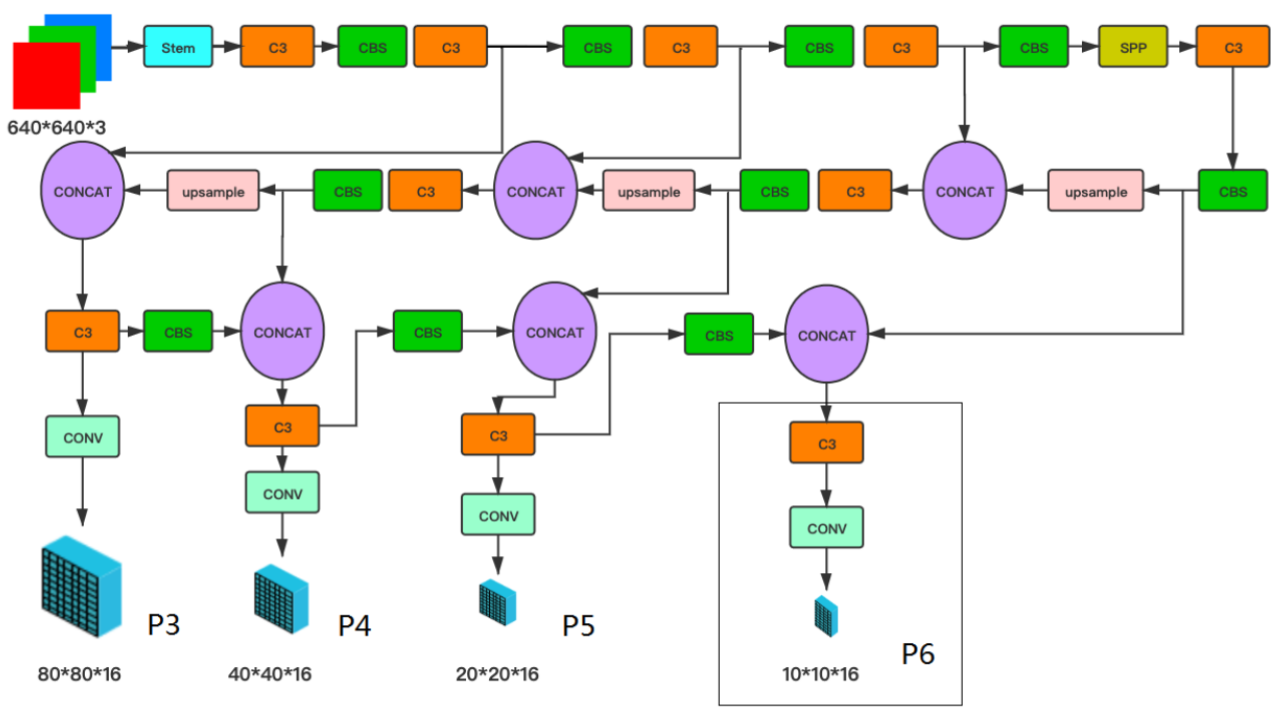 Stem C3 CBS C3 CBS C3 CBS C3 CBS SPP C3
640*640*3
CONCAT upsample CBS C3 CONCAT upsample CBS C3 CONCAT upsample CBS
C3 CBS CONCAT CBS CONCAT CBS CONCAT
C3 C3 C3
CONV CONV CONV CONV
P3 P4 P5 P6
80*80*16 40*40*16 20*20*16 10*10*16